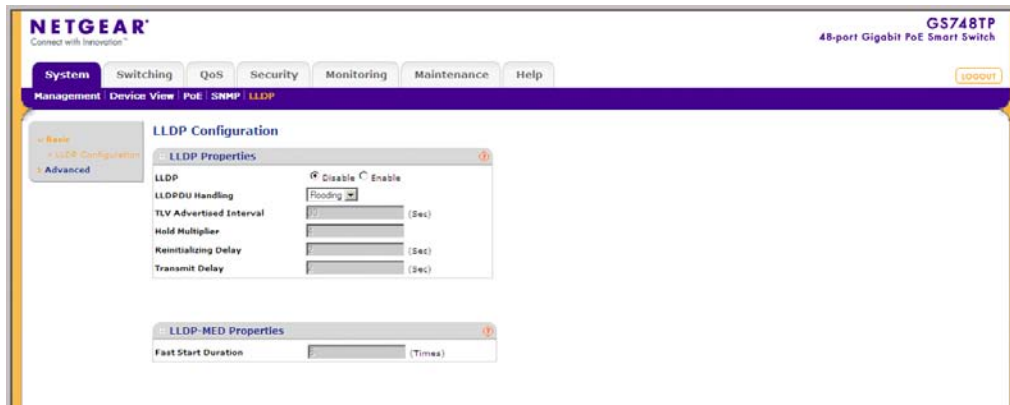 NETGEAR®
Connect with Innovation™
GS748TP
48-port Gigabit PoE Smart Switch
System Switching QoS Security Monitoring Maintenance Help
LOGOUT
Management Device View PoE SNMP LLDP
Basic
LLDP Configuration
Advanced
LLDP Configuration
LLDP Properties
LLDP Disable Enable
LLDPDU Handling Flooding
TLV Advertised Interval (Sec)
Hold Multiplier
Reinitializing Delay (Sec)
Transmit Delay (Sec)
LLDP-MED Properties
Fast Start Duration (Times)